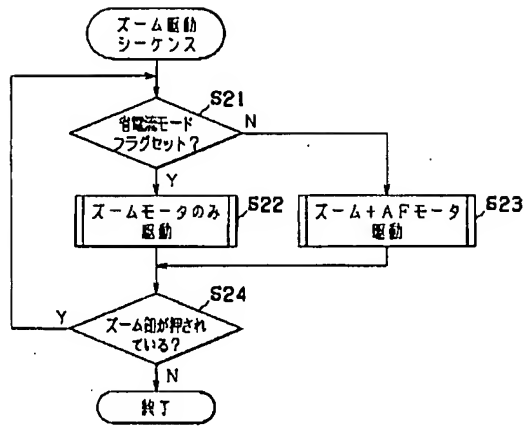 ズーム駆動
シーケンス
S21
省電流モード
フラグセット？
N
Y
ズームモータのみ
駆動
S22
ズーム＋AFモータ
駆動
S23
S24
Y
ズーム釦が押され
ている？
N
終了